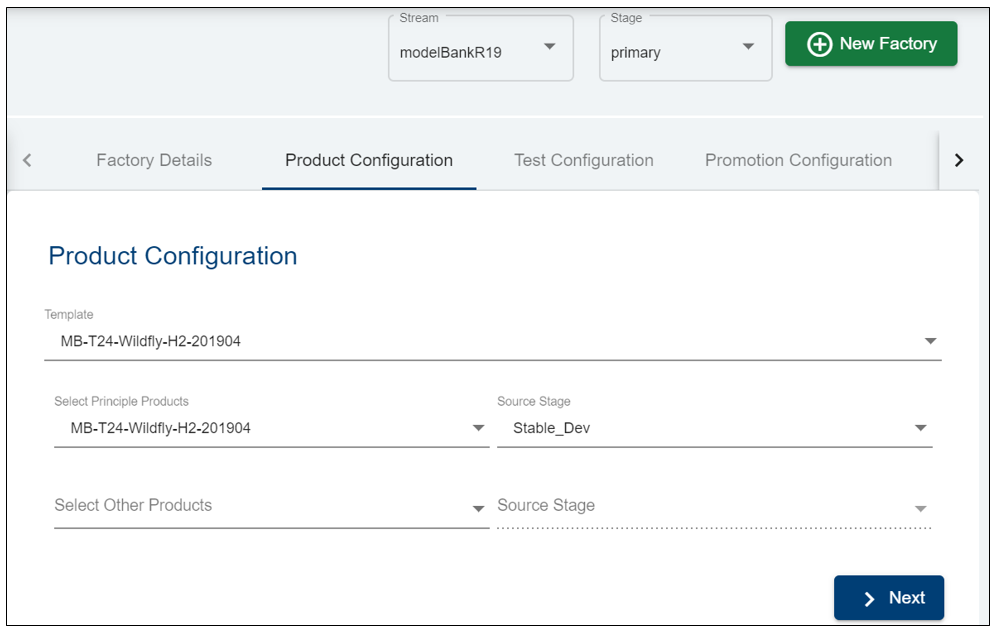 Stream
Stage
modelBankR19
primary
New Factory
Factory Details
Product Configuration
Test Configuration
Promotion Configuration
Product Configuration
Template
MB-T24-Wildfly-H2-201904
Select Principle Products
Source Stage
MB-T24-Wildfly-H2-201904
Stable_Dev
Select Other Products
Source Stage
Next